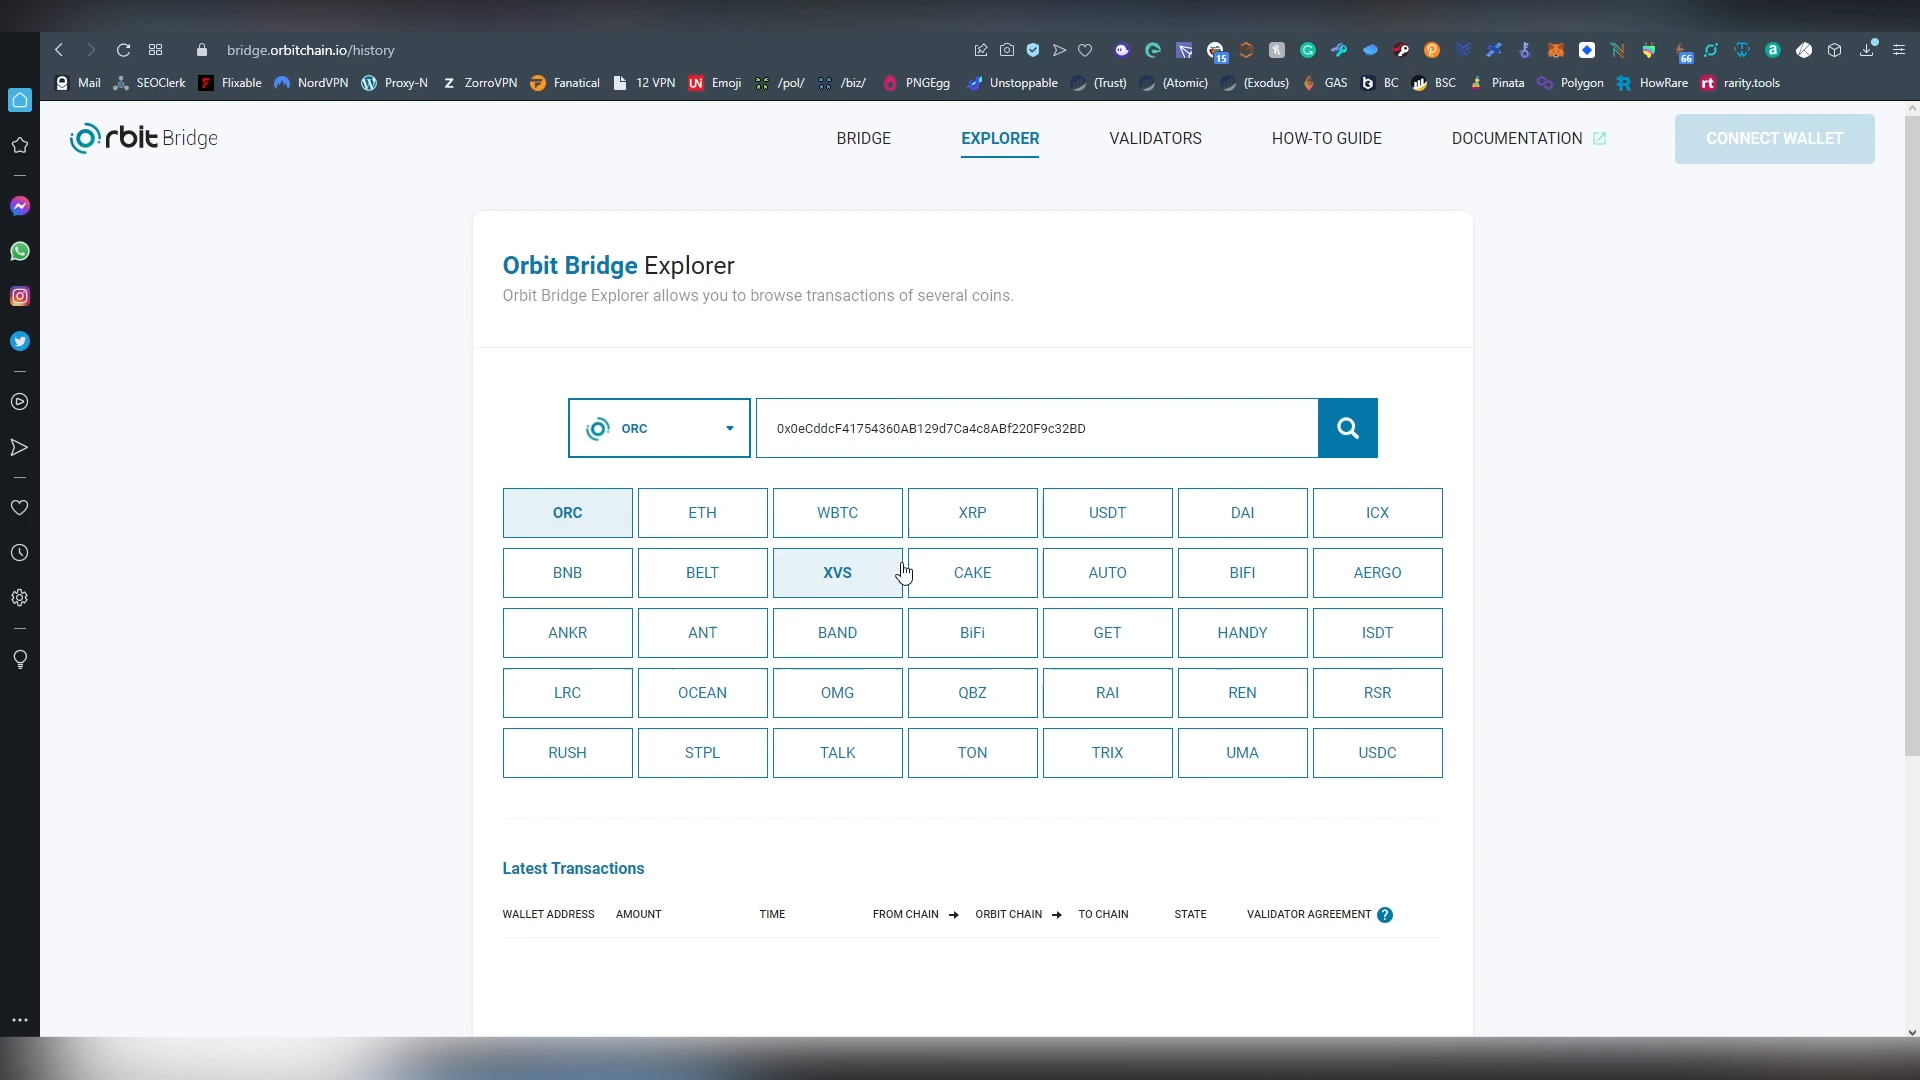 bridge.orbitchain.io/history
15
66
Mail SEOClerk Flixable NordVPN Proxy-N ZorroVPN Fanatical 12 VPN Emoji /pol/ /biz/ PNGEgg Unstoppable (Trust) (Atomic) (Exodus) GAS BC BSC Pinata Polygon HowRare rarity.tools
Orbit Bridge
BRIDGE EXPLORER VALIDATORS HOW-TO GUIDE DOCUMENTATION CONNECT WALLET
Orbit Bridge Explorer
Orbit Bridge Explorer allows you to browse transactions of several coins.
ORC 0x0eCddcF41754360AB129d7Ca4c8ABf220F9c32BD
ORC ETH WBTC XRP USDT DAI ICX
BNB BELT XVS CAKE AUTO BIFI AERGO
ANKR ANT BAND BiFi GET HANDY ISDT
LRC OCEAN OMG QBZ RAI REN RSR
RUSH STPL TALK TON TRIX UMA USDC
Latest Transactions
WALLET ADDRESS AMOUNT TIME FROM CHAIN → ORBIT CHAIN → TO CHAIN STATE VALIDATOR AGREEMENT ?